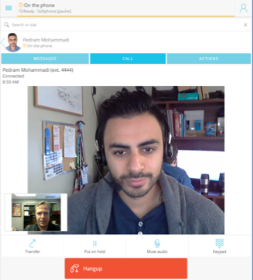 On the phone
Search or dial
Pedram Mohammadi
On the phone
MESSAGES
CALL
ACTIONS
Pedram Mohammadi (ext.
Connected
Transfer
Put on hold
Mute audio
Keypad
Hangup